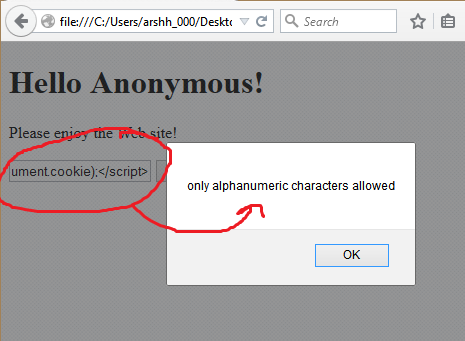 file:///C:/Users/arshh_000/Deskto
Search
Hello Anonymous!
Please enjoy the Web site!
ument.cookie);</script>
only alphanumeric characters allowed
OK